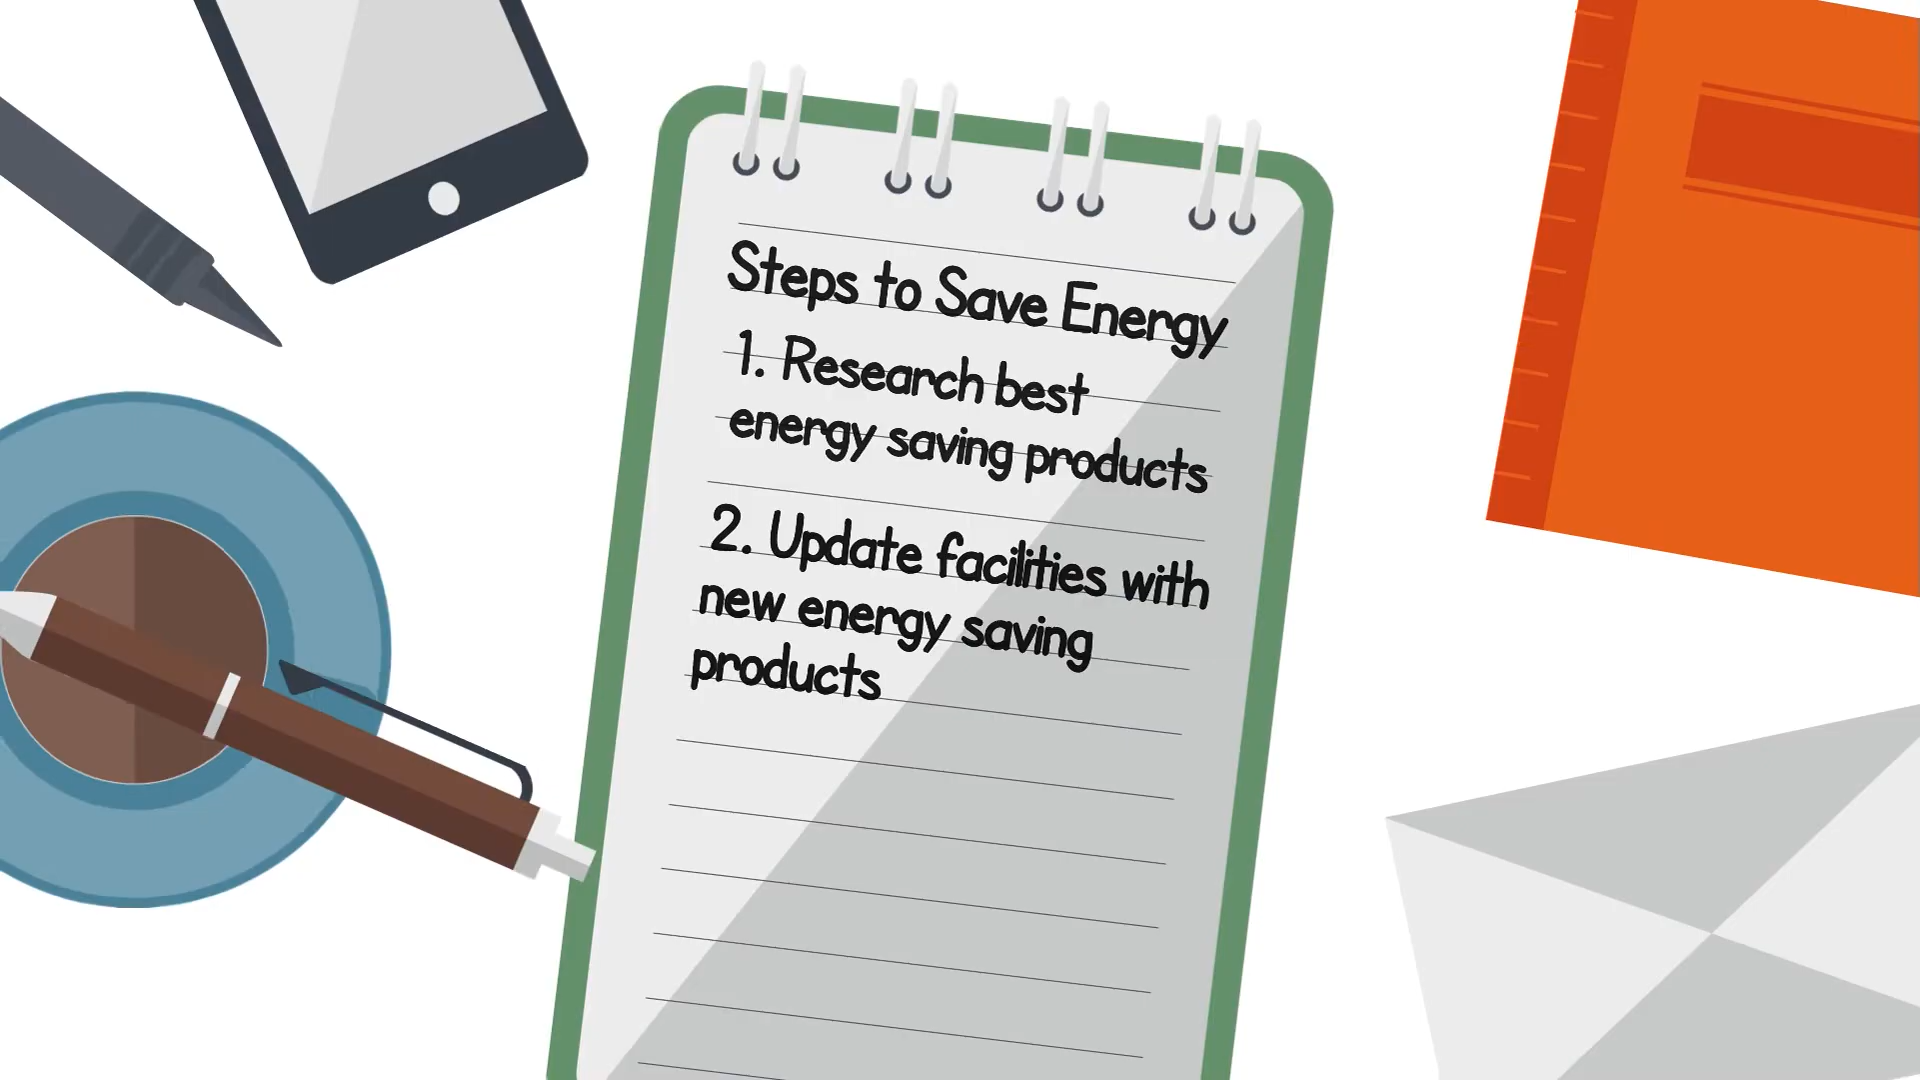 Steps to Save Energy
1. Research best
energy saving products
2. Update facilities with
new energy saving
products